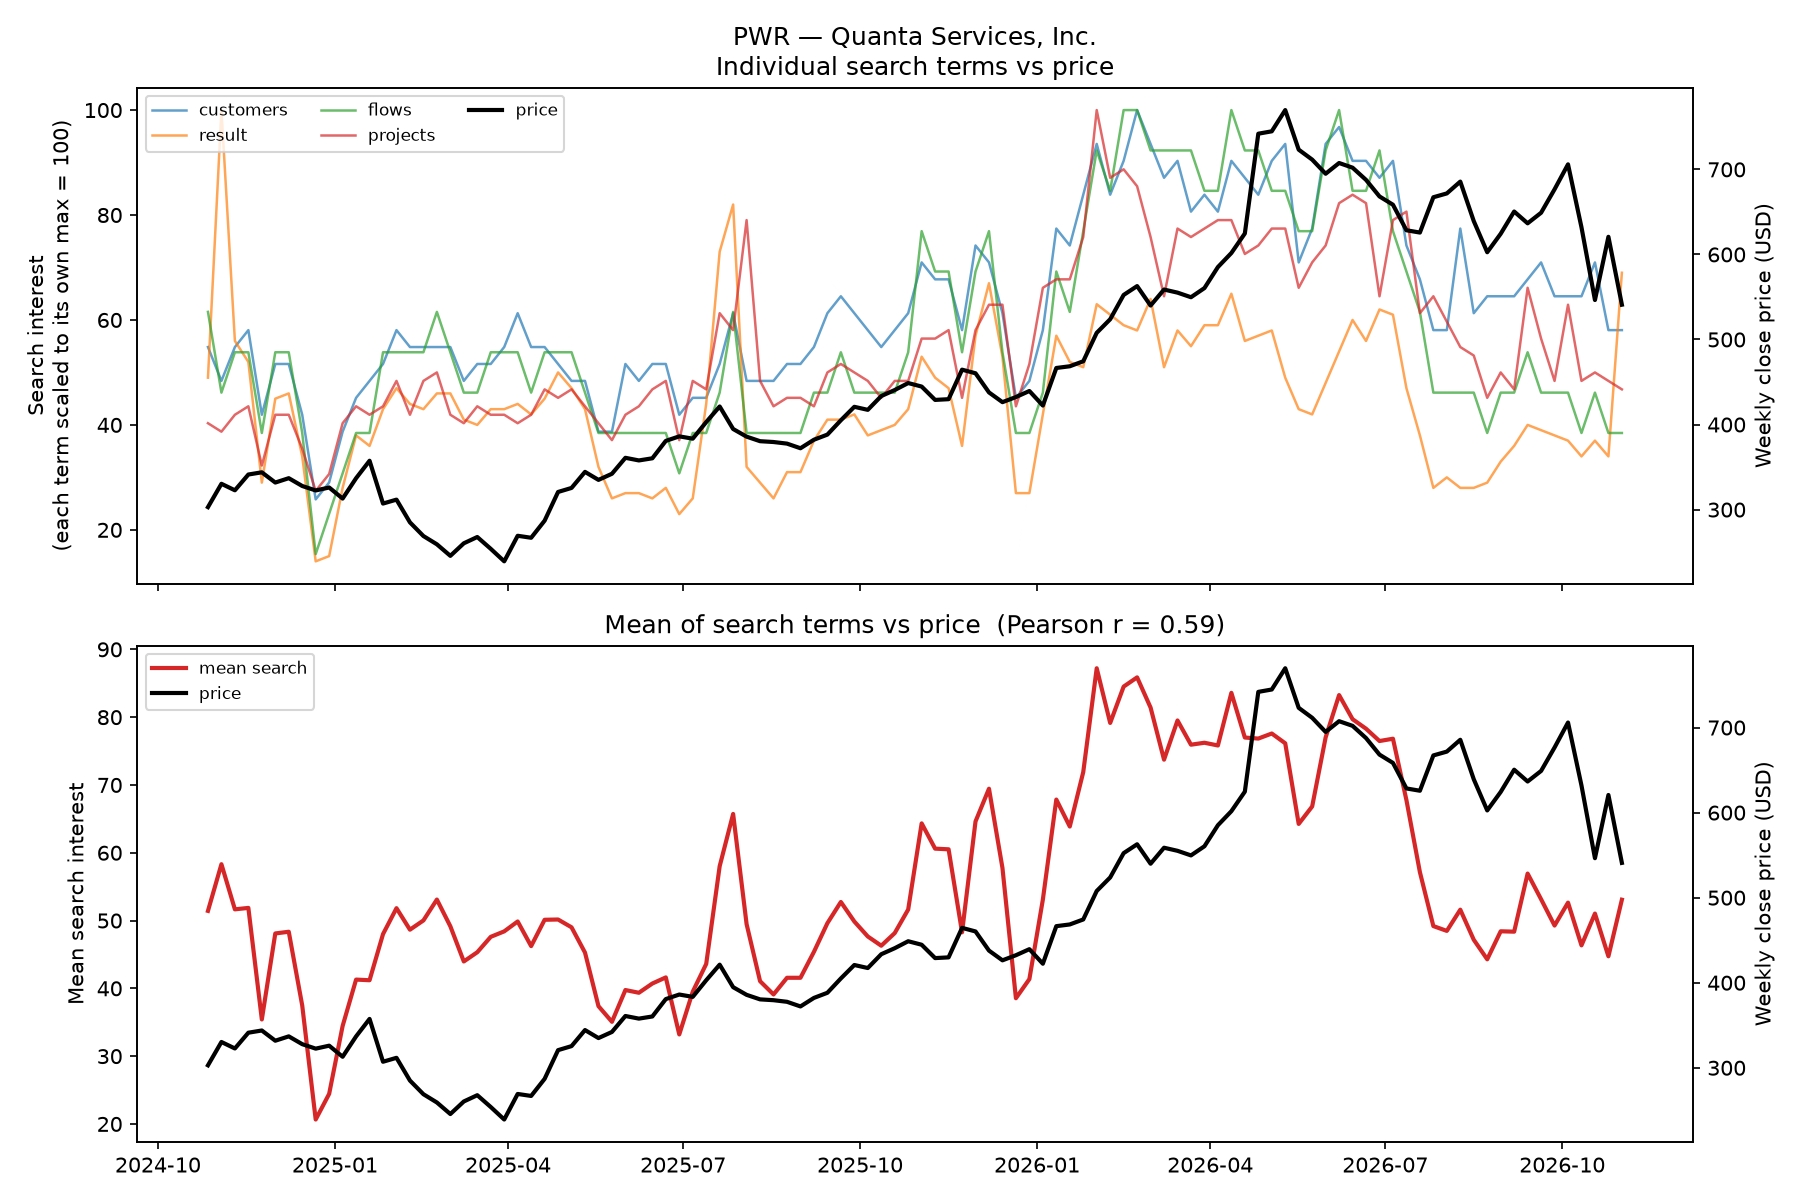 PWR — Quanta Services, Inc.
Individual search terms vs price
customers
result
flows
projects
price
Search interest
(each term scaled to its own max = 100)
100
80
60
40
20
Weekly close price (USD)
700
600
500
400
300
Mean of search terms vs price  (Pearson r = 0.59)
mean search
price
Mean search interest
90
80
70
60
50
40
30
20
Weekly close price (USD)
700
600
500
400
300
2024-10
2025-01
2025-04
2025-07
2025-10
2026-01
2026-04
2026-07
2026-10